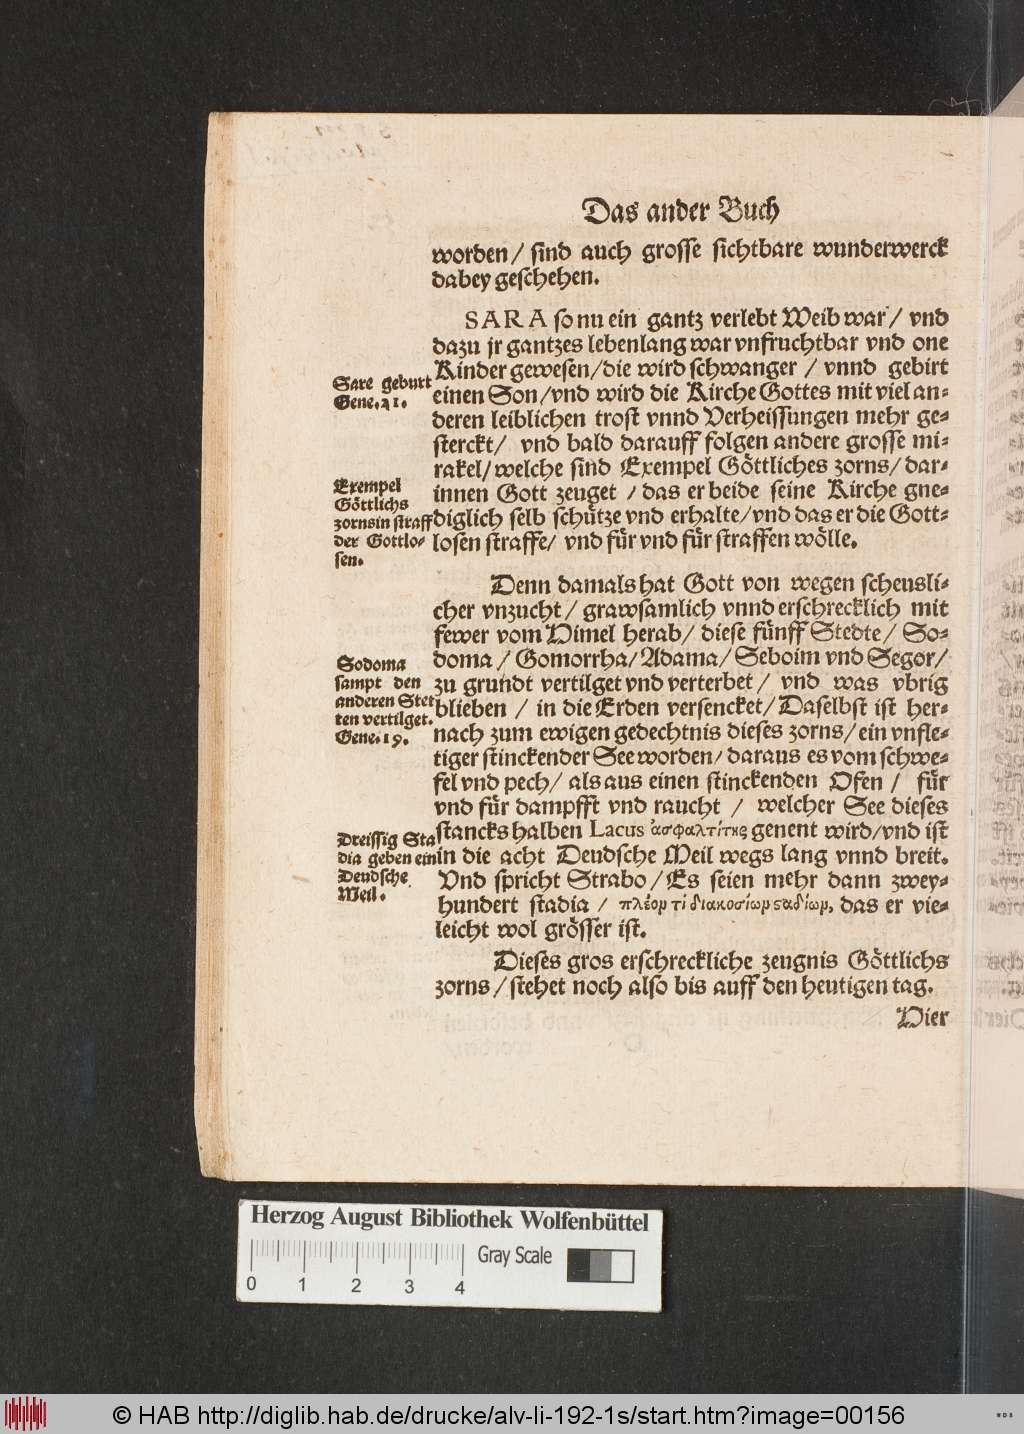 Das ander Buch
worden / sind auch grosse sichtbare wunderwerck
dabey geschehen.
SARA so nu ein gantz verlebt Weib war / vnd
dazu jr gantzes lebenlang war vnfruchtbar vnd one
Kinder gewesen / die wird schwanger / vnnd gebirt
einen Son / vnd wird die Kirche Gottes mit viel an=
deren leiblichen trost vnnd Verheissungen mehr ge=
sterckt / vnd bald darauff folgen andere grosse mi=
rakel / welche sind Exempel Göttliches zorns / dar=
innen Gott zeuget / das er beide seine Kirche gne=
diglich selb schütze vnd erhalte / vnd das er die Gott=
losen straffe / vnd für vnd für straffen wölle.
Sare geburt
Gene. 21.
Exempel
Göttlichs
zorns in straff
der Gottlo=
sen.
Denn damals hat Gott von wegen scheusli=
cher vnzucht / grawsamlich vnnd erschrecklich mit
fewer vom Himel herab / diese fünff Stedte / So=
doma / Gomorrha / Adama / Seboim vnd Segor /
zu grundt vertilget vnd verterbet / vnd was vbrig
blieben / in die Erden versencket / Daselbst ist her=
nach zum ewigen gedechtnis dieses zorns / ein vnfle=
tiger stinckender See worden / daraus es vom schwe=
fel vnd pech / als aus einen stinckenden Ofen / für
vnd für dampfft vnd raucht / welcher See dieses
stancks halben Lacus ἀσφαλτίτης genent wird / vnd ist
in die acht Deudsche Meil wegs lang vnnd breit.
Vnd spricht Strabo / Es seien mehr dann zwey=
hundert stadia / πλέον τί διακοσίων ςαδίων, das er vie=
leicht wol grösser ist.
Sodoma
sampt den
anderen Stet
ten vertilget.
Gene. 19.
Dreissig Sta
dia geben ein
Deudsche
Meil.
Dieses gros erschreckliche zeugnis Göttlichs
zorns / stehet noch also bis auff den heutigen tag.
Hier
Herzog August Bibliothek Wolfenbüttel
Gray Scale
0 1 2 3 4
© HAB http://diglib.hab.de/drucke/alv-li-192-1s/start.htm?image=00156